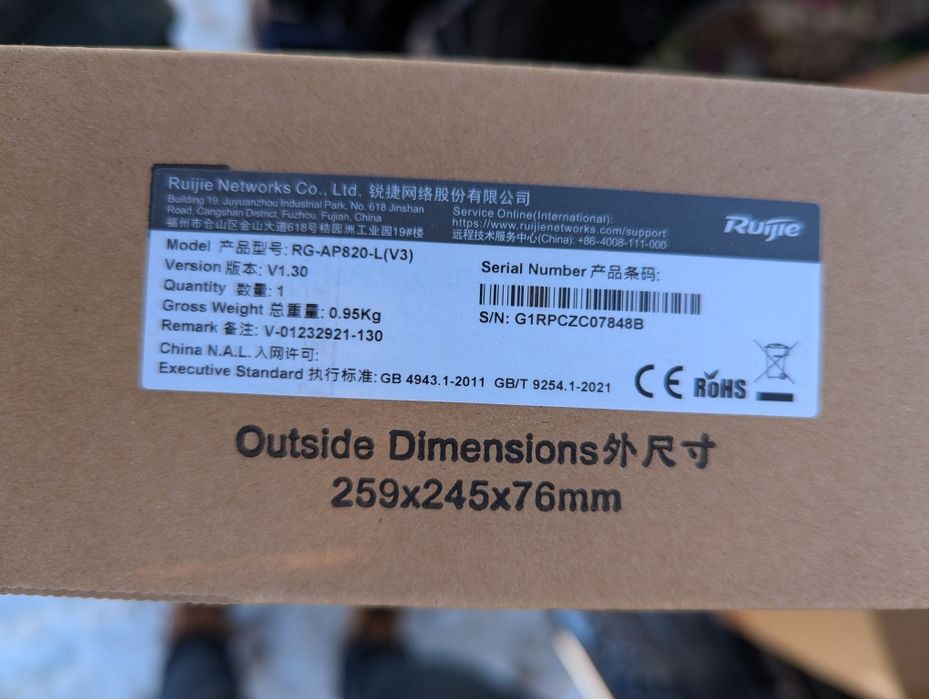 Ruijie Networks Co., Ltd. 锐捷网络股份有限公司
Building 19, Juyuanzhou Industrial Park, No. 618 Jinshan
Road, Cangshan District, Fuzhou, Fujian, China
福州市仓山区金山大道618号桔园洲工业园19#楼
Service Online(International):
https://www.ruijienetworks.com/support
远程技术服务中心(China): +86-4008-111-000
Ruijie
Model 产品型号: RG-AP820-L(V3)
Version 版本: V1.30
Quantity 数量: 1
Gross Weight 总重量: 0.95Kg
Remark 备注: V-01232921-130
China N.A.L. 入网许可:
Executive Standard 执行标准: GB 4943.1-2011 GB/T 9254.1-2021
Serial Number 产品条码:
S/N: G1RPCZC07848B
CE RoHS
Outside Dimensions外尺寸
259x245x76mm